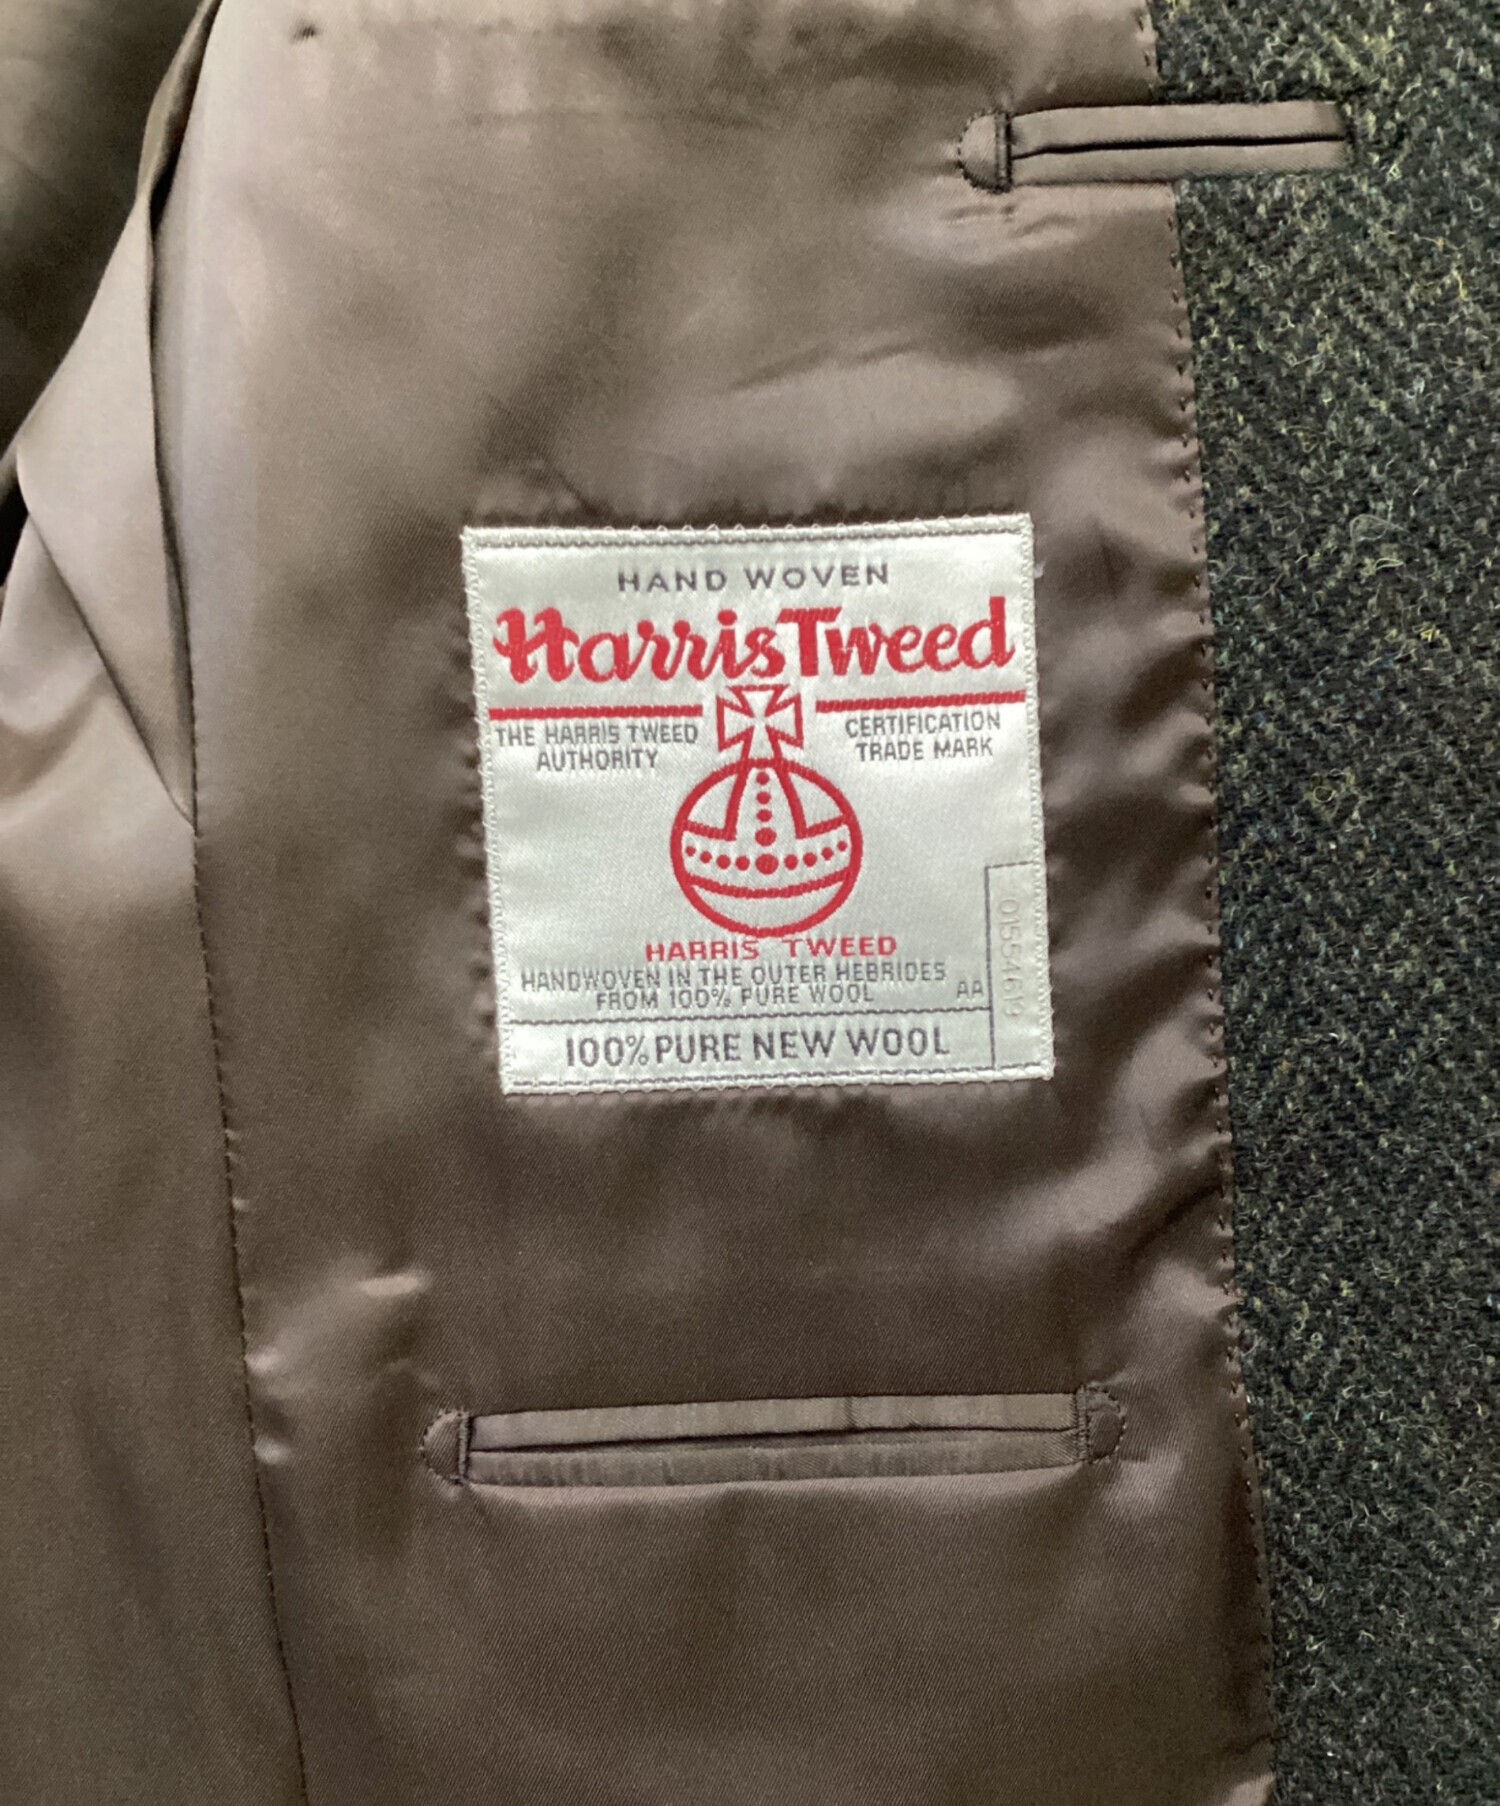 HAND WOVEN
Harris Tweed
THE HARRIS TWEED
AUTHORITY
CERTIFICATION
TRADE MARK
HARRIS TWEED
HANDWOVEN IN THE OUTER HEBRIDES
FROM 100% PURE WOOL
AA
100% PURE NEW WOOL